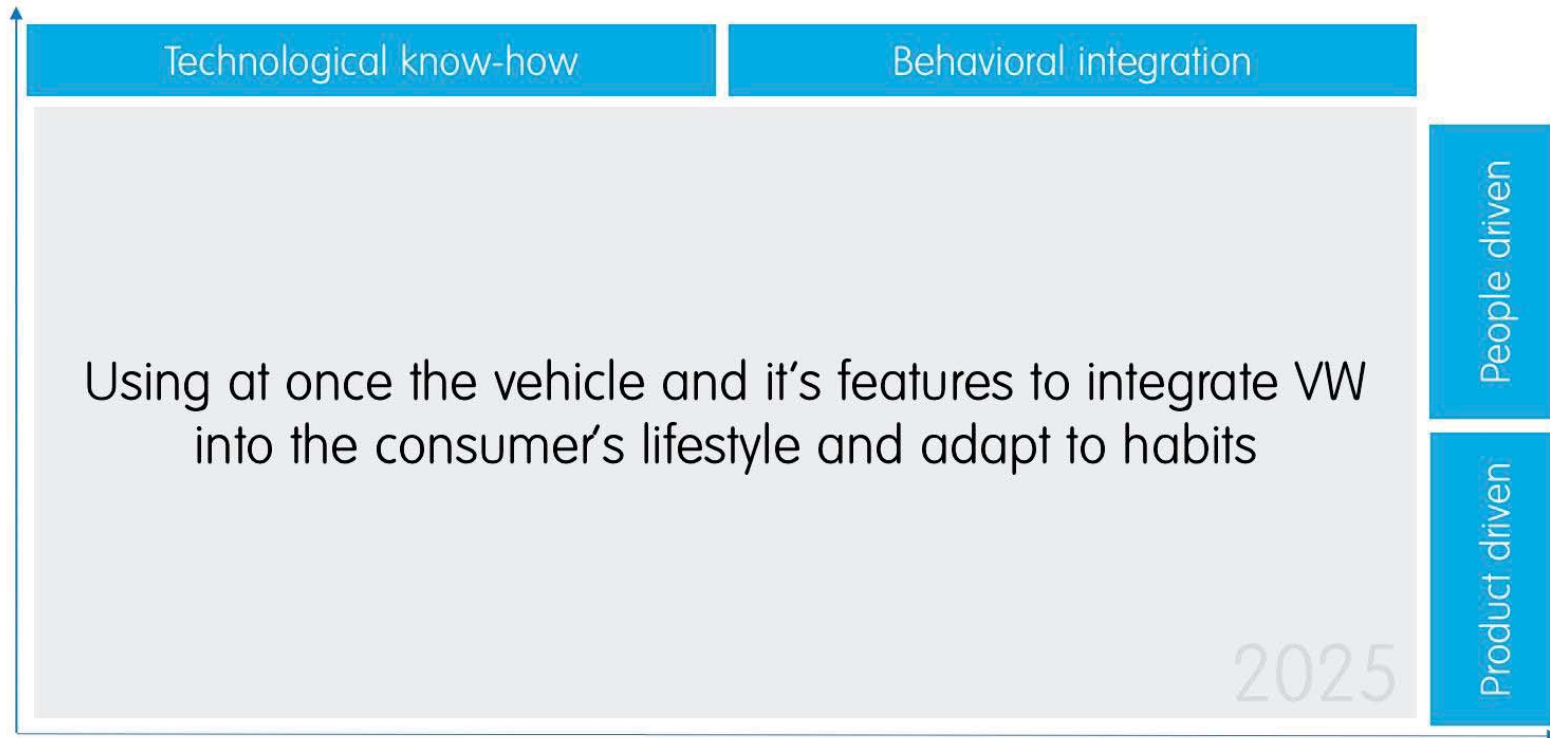 Technological know-how
Behavioral integration
People driven
Using at once the vehicle and it's features to integrate VW
into the consumer's lifestyle and adapt to habits
Product driven
2025